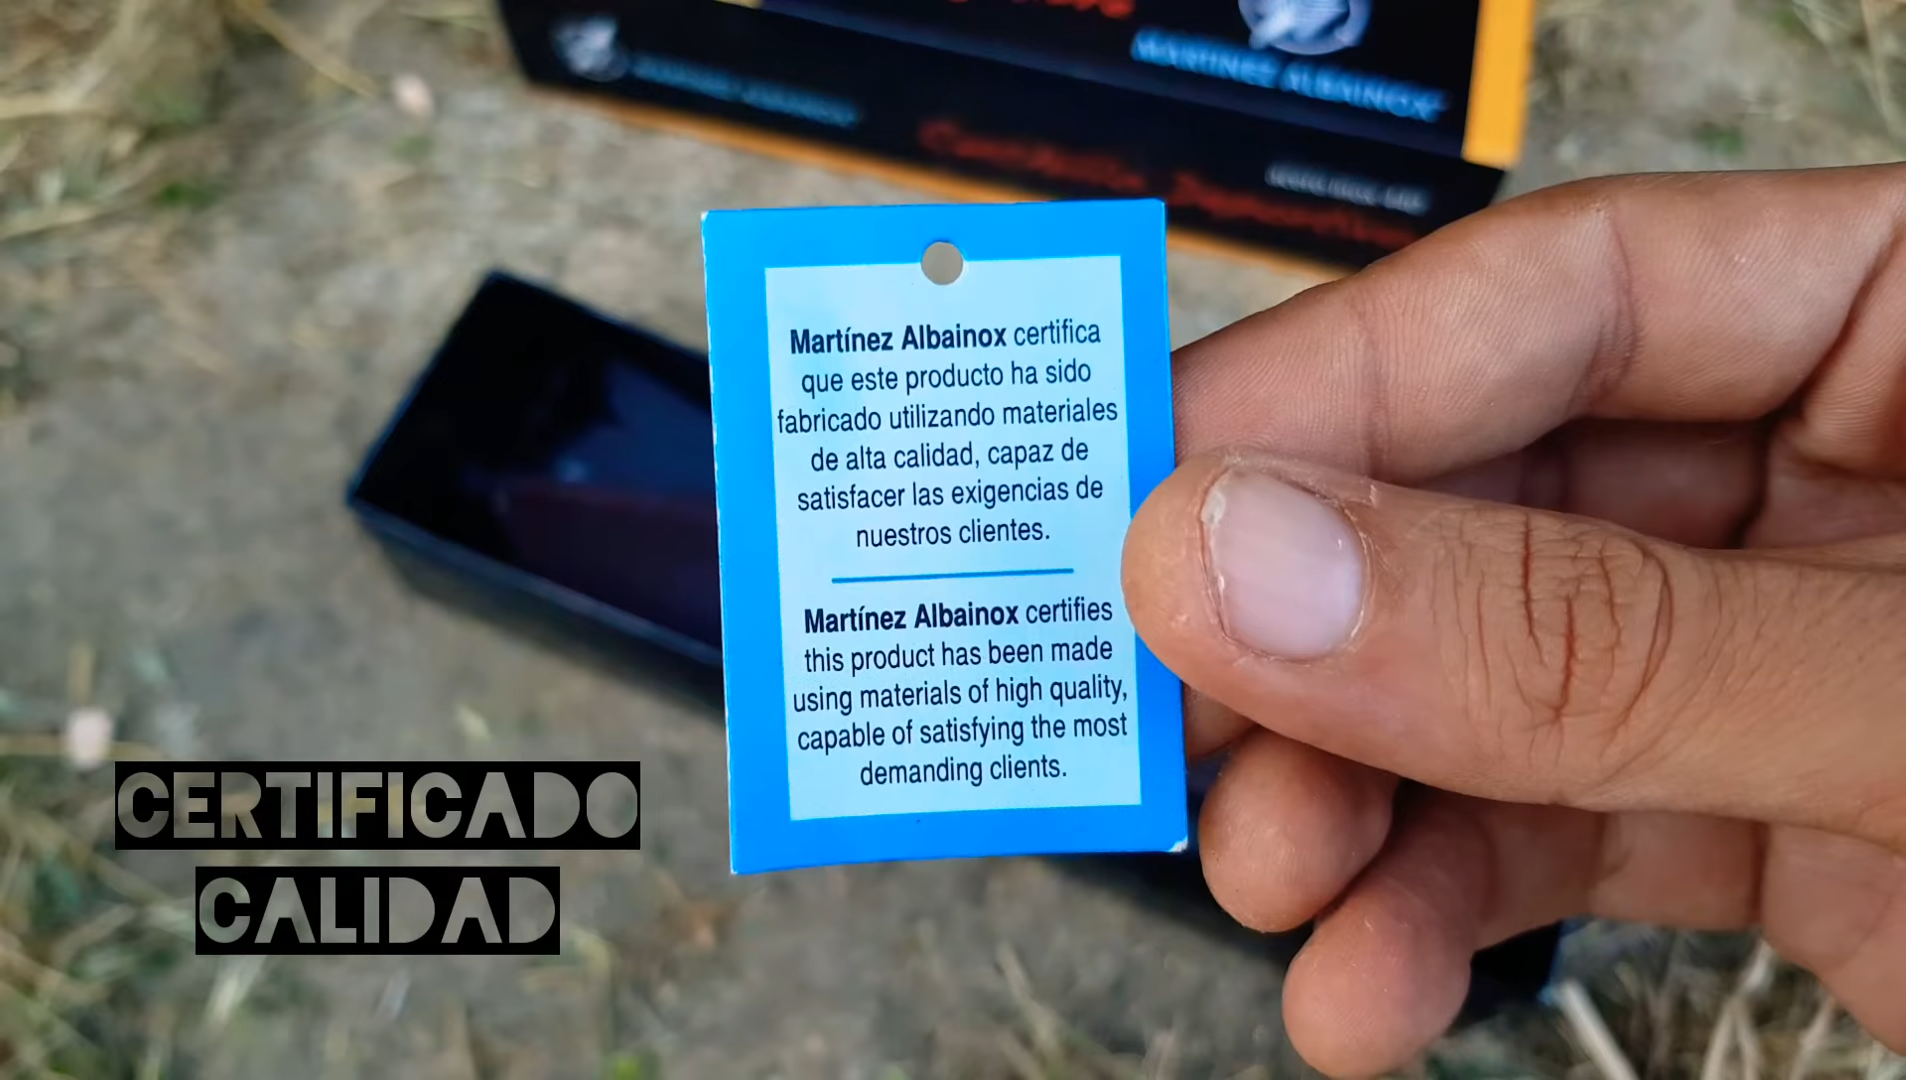 MARTINEZ ALBAINOX
MARTINEZ ALBAINOX
Martínez Albainox certifica
que este producto ha sido
fabricado utilizando materiales
de alta calidad, capaz de
satisfacer las exigencias de
nuestros clientes.
Martínez Albainox certifies
this product has been made
using materials of high quality,
capable of satisfying the most
demanding clients.
CERTIFICADO
CALIDAD